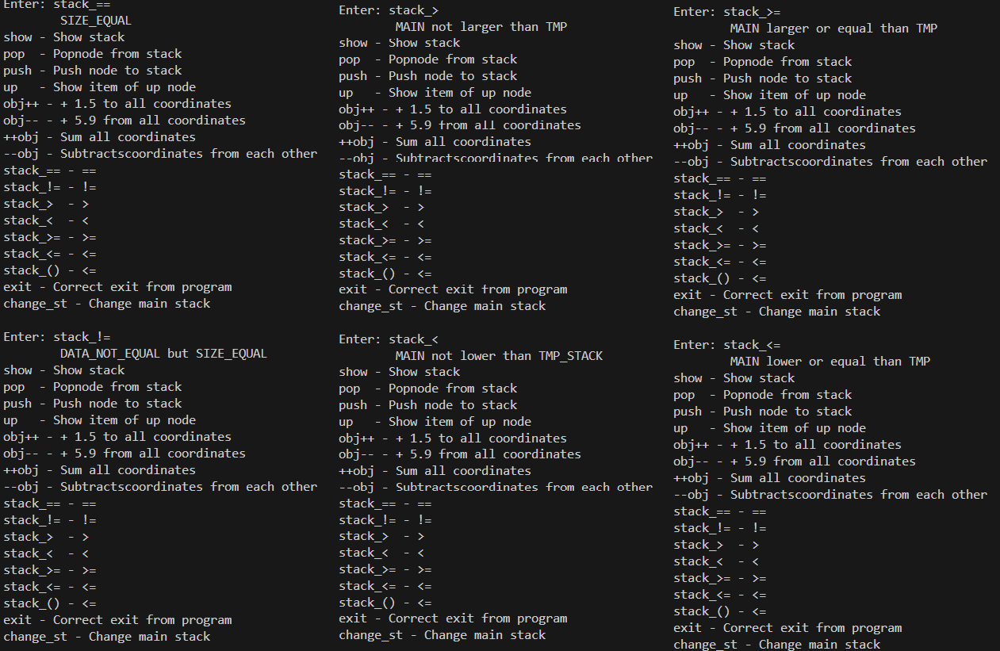 Enter: stack_==
        SIZE_EQUAL
show - Show stack
pop  - Popnode from stack
push - Push node to stack
up   - Show item of up node
obj++ - + 1.5 to all coordinates
obj-- - + 5.9 from all coordinates
++obj - Sum all coordinates
--obj - Subtractscoordinates from each other
stack_== - ==
stack_!= - !=
stack_>  - >
stack_<  - <
stack_>= - >=
stack_<= - <=
stack_() - <=
exit - Correct exit from program
change_st - Change main stack

Enter: stack_!=
        DATA_NOT_EQUAL but SIZE_EQUAL
show - Show stack
pop  - Popnode from stack
push - Push node to stack
up   - Show item of up node
obj++ - + 1.5 to all coordinates
obj-- - + 5.9 from all coordinates
++obj - Sum all coordinates
--obj - Subtractscoordinates from each other
stack_== - ==
stack_!= - !=
stack_>  - >
stack_<  - <
stack_>= - >=
stack_<= - <=
stack_() - <=
exit - Correct exit from program
change_st - Change main stack

Enter: stack_>
        MAIN not larger than TMP
show - Show stack
pop  - Popnode from stack
push - Push node to stack
up   - Show item of up node
obj++ - + 1.5 to all coordinates
obj-- - + 5.9 from all coordinates
++obj - Sum all coordinates
--obj - Subtractscoordinates from each other
stack_== - ==
stack_!= - !=
stack_>  - >
stack_<  - <
stack_>= - >=
stack_<= - <=
stack_() - <=
exit - Correct exit from program
change_st - Change main stack

Enter: stack_<
        MAIN not lower than TMP_STACK
show - Show stack
pop  - Popnode from stack
push - Push node to stack
up   - Show item of up node
obj++ - + 1.5 to all coordinates
obj-- - + 5.9 from all coordinates
++obj - Sum all coordinates
--obj - Subtractscoordinates from each other
stack_== - ==
stack_!= - !=
stack_>  - >
stack_<  - <
stack_>= - >=
stack_<= - <=
stack_() - <=
exit - Correct exit from program
change_st - Change main stack

Enter: stack_>=
        MAIN larger or equal than TMP
show - Show stack
pop  - Popnode from stack
push - Push node to stack
up   - Show item of up node
obj++ - + 1.5 to all coordinates
obj-- - + 5.9 from all coordinates
++obj - Sum all coordinates
--obj - Subtractscoordinates from each other
stack_== - ==
stack_!= - !=
stack_>  - >
stack_<  - <
stack_>= - >=
stack_<= - <=
stack_() - <=
exit - Correct exit from program
change_st - Change main stack

Enter: stack_<=
        MAIN lower or equal than TMP
show - Show stack
pop  - Popnode from stack
push - Push node to stack
up   - Show item of up node
obj++ - + 1.5 to all coordinates
obj-- - + 5.9 from all coordinates
++obj - Sum all coordinates
--obj - Subtractscoordinates from each other
stack_== - ==
stack_!= - !=
stack_>  - >
stack_<  - <
stack_>= - >=
stack_<= - <=
stack_() - <=
exit - Correct exit from program
change_st - Change main stack